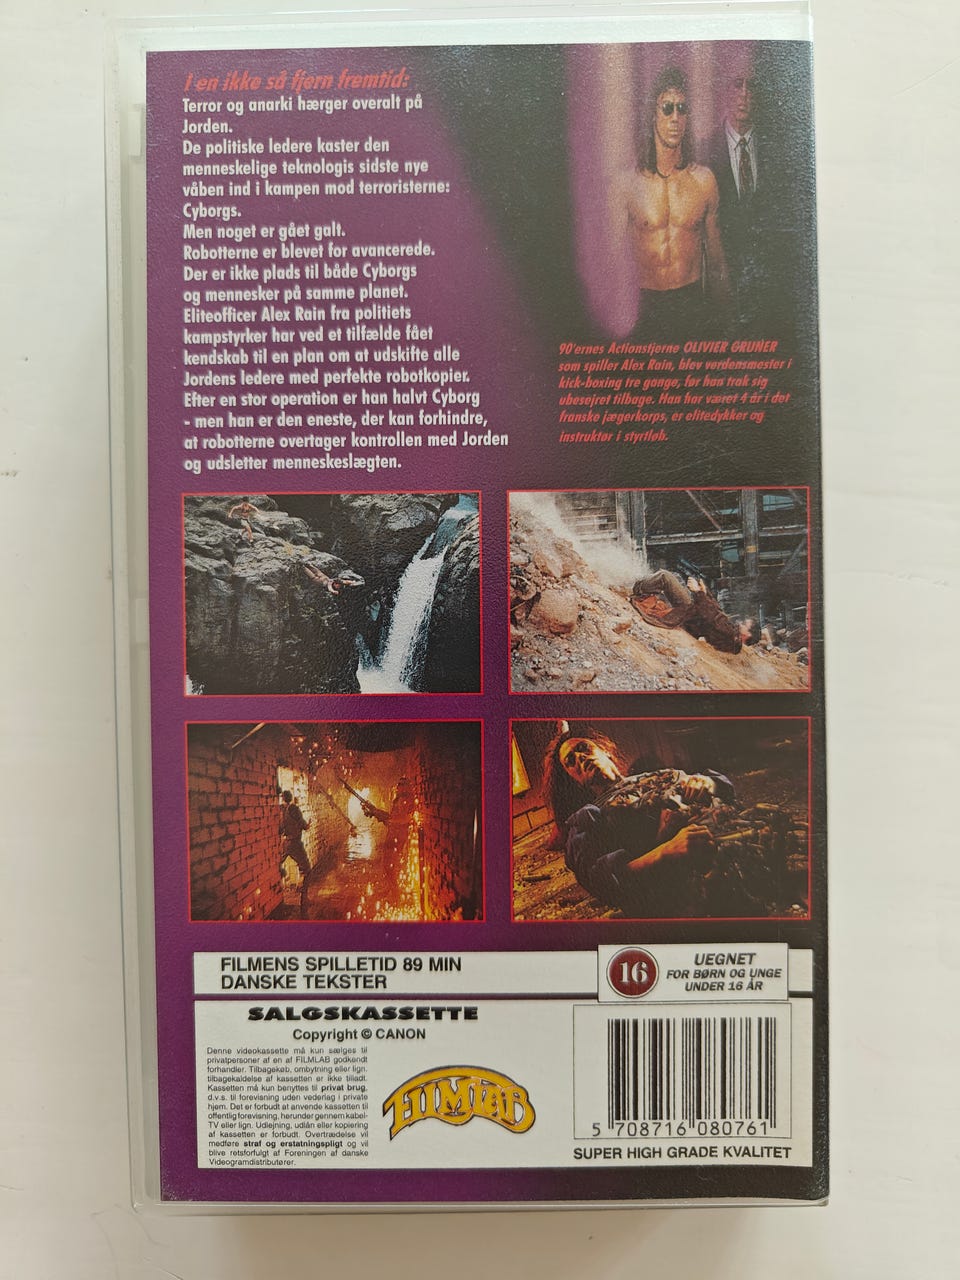 I en ikke så fjern fremtid:
Terror og anarki hærger overalt på
Jorden.
De politiske ledere kaster den
menneskelige teknologis sidste nye
våben ind i kampen mod terroristerne:
Cyborgs.
Men noget er gået galt.
Robotterne er blevet for avancerede.
Der er ikke plads til både Cyborgs
og mennesker på samme planet.
Eliteofficer Alex Rain fra politiets
kampstyrker har ved et tilfælde fået
kendskab til en plan om at udskifte alle
Jordens ledere med perfekte robotkopier.
Efter en stor operation er han halvt Cyborg
- men han er den eneste, der kan forhindre,
at robotterne overtager kontrollen med Jorden
og udsletter menneskeslægten.
90'ernes Actionstjerne OLIVIER GRUNER
som spiller Alex Rain, blev verdensmester i
kick-boxing tre gange, før han trak sig
ubesejret tilbage. Han har været 4 år i det
franske jægerkorps, er elitedykker og
instruktør i styrtløb.
FILMENS SPILLETID 89 MIN
DANSKE TEKSTER
16
UEGNET
FOR BØRN OG UNGE
UNDER 16 ÅR
SALGSKASSETTE
Copyright © CANON
Denne videokassette må kun sælges til
privatpersoner af en af FILMLAB godkendt
forhandler. Tilbagekøb, ombytning eller lign.
tilbagekaldelse af kassetten er ikke tilladt.
Kassetten må kun benyttes til privat brug,
d.v.s. til forevisning uden vederlag i private
hjem. Det er forbudt at anvende kassetten til
offentlig forevisning, herunder gennem kabel-
TV eller lign. Udlejning, udlån eller kopiering
af kassetten er forbudt. Overtrædelse vil
medføre straf og erstatningspligt og vil
blive retsforfulgt af Foreningen af danske
Videogramdistributører.
FILMLAB
5 708716 080761
SUPER HIGH GRADE KVALITET